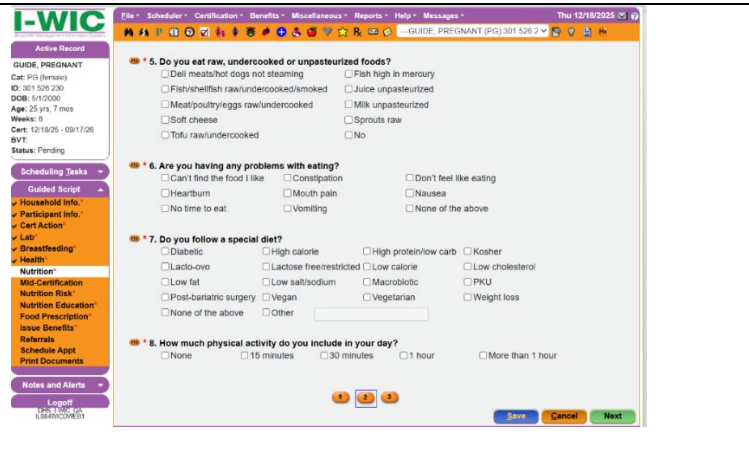 I-WIC
File Scheduler Certification Benefits Miscellaneous Reports Help Messages
Thu 12/18/2025
---GUIDE, PREGNANT (PG) 301 526 2
Active Record
GUIDE, PREGNANT
Cat: PG (female)
ID: 301 526 230
DOB: 5/1/2000
Age: 25 yrs, 7 mos
Weeks: 6
Cert: 12/18/25 - 09/17/26
BVT:
Status: Pending
Scheduling Tasks
Guided Script
Household Info.*
Participant Info.*
Cert Action*
Lab*
Breastfeeding*
Health*
Nutrition*
Mid-Certification
Nutrition Risk*
Nutrition Education*
Food Prescription*
Issue Benefits*
Referrals
Schedule Appt
Print Documents
Notes and Alerts
Logoff
DHS_I-WIC_QA
* 5. Do you eat raw, undercooked or unpasteurized foods?
Deli meats/hot dogs not steaming Fish high in mercury
Fish/shellfish raw/undercooked/smoked Juice unpasteurized
Meat/poultry/eggs raw/undercooked Milk unpasteurized
Soft cheese Sprouts raw
Tofu raw/undercooked No
* 6. Are you having any problems with eating?
Can't find the food I like Constipation Don't feel like eating
Heartburn Mouth pain Nausea
No time to eat Vomiting None of the above
* 7. Do you follow a special diet?
Diabetic High calorie High protein/low carb Kosher
Lacto-ovo Lactose free/restricted Low calorie Low cholesterol
Low fat Low salt/sodium Macrobiotic PKU
Post-bariatric surgery Vegan Vegetarian Weight loss
None of the above Other
* 8. How much physical activity do you include in your day?
None 15 minutes 30 minutes 1 hour More than 1 hour
1 2 3
Save Cancel Next